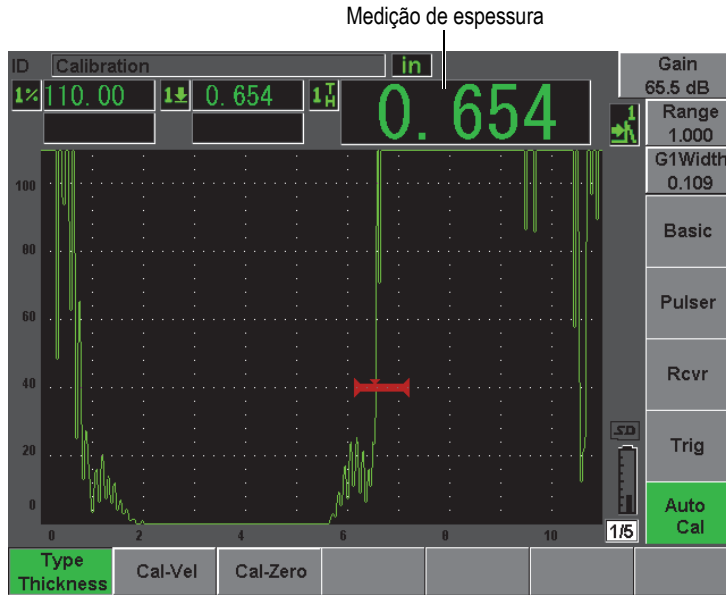 Medição de espessura
ID Calibration in
1% 110.00 1 0.654 1 TH 0.654
Gain
65.5 dB
1
Range
1.000
G1Width
0.109
Basic
Pulser
Rcvr
Trig
Auto
Cal
100
80
60
40
20
0
0 2 4 6 8 10
SD
1/5
Type
Thickness
Cal-Vel
Cal-Zero